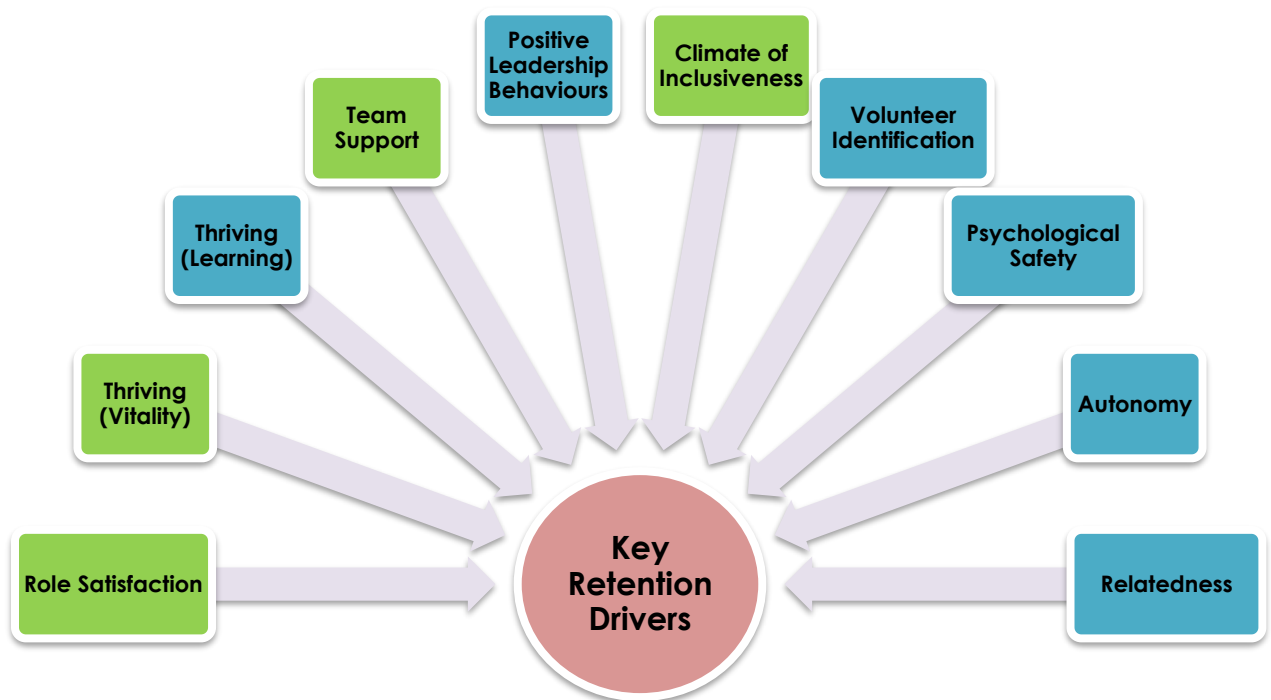 Positive
Leadership
Behaviours
Climate of
Inclusiveness
Team
Support
Volunteer
Identification
Thriving
(Learning)
Psychological
Safety
Thriving
(Vitality)
Autonomy
Role Satisfaction
Key
Retention
Drivers
Relatedness